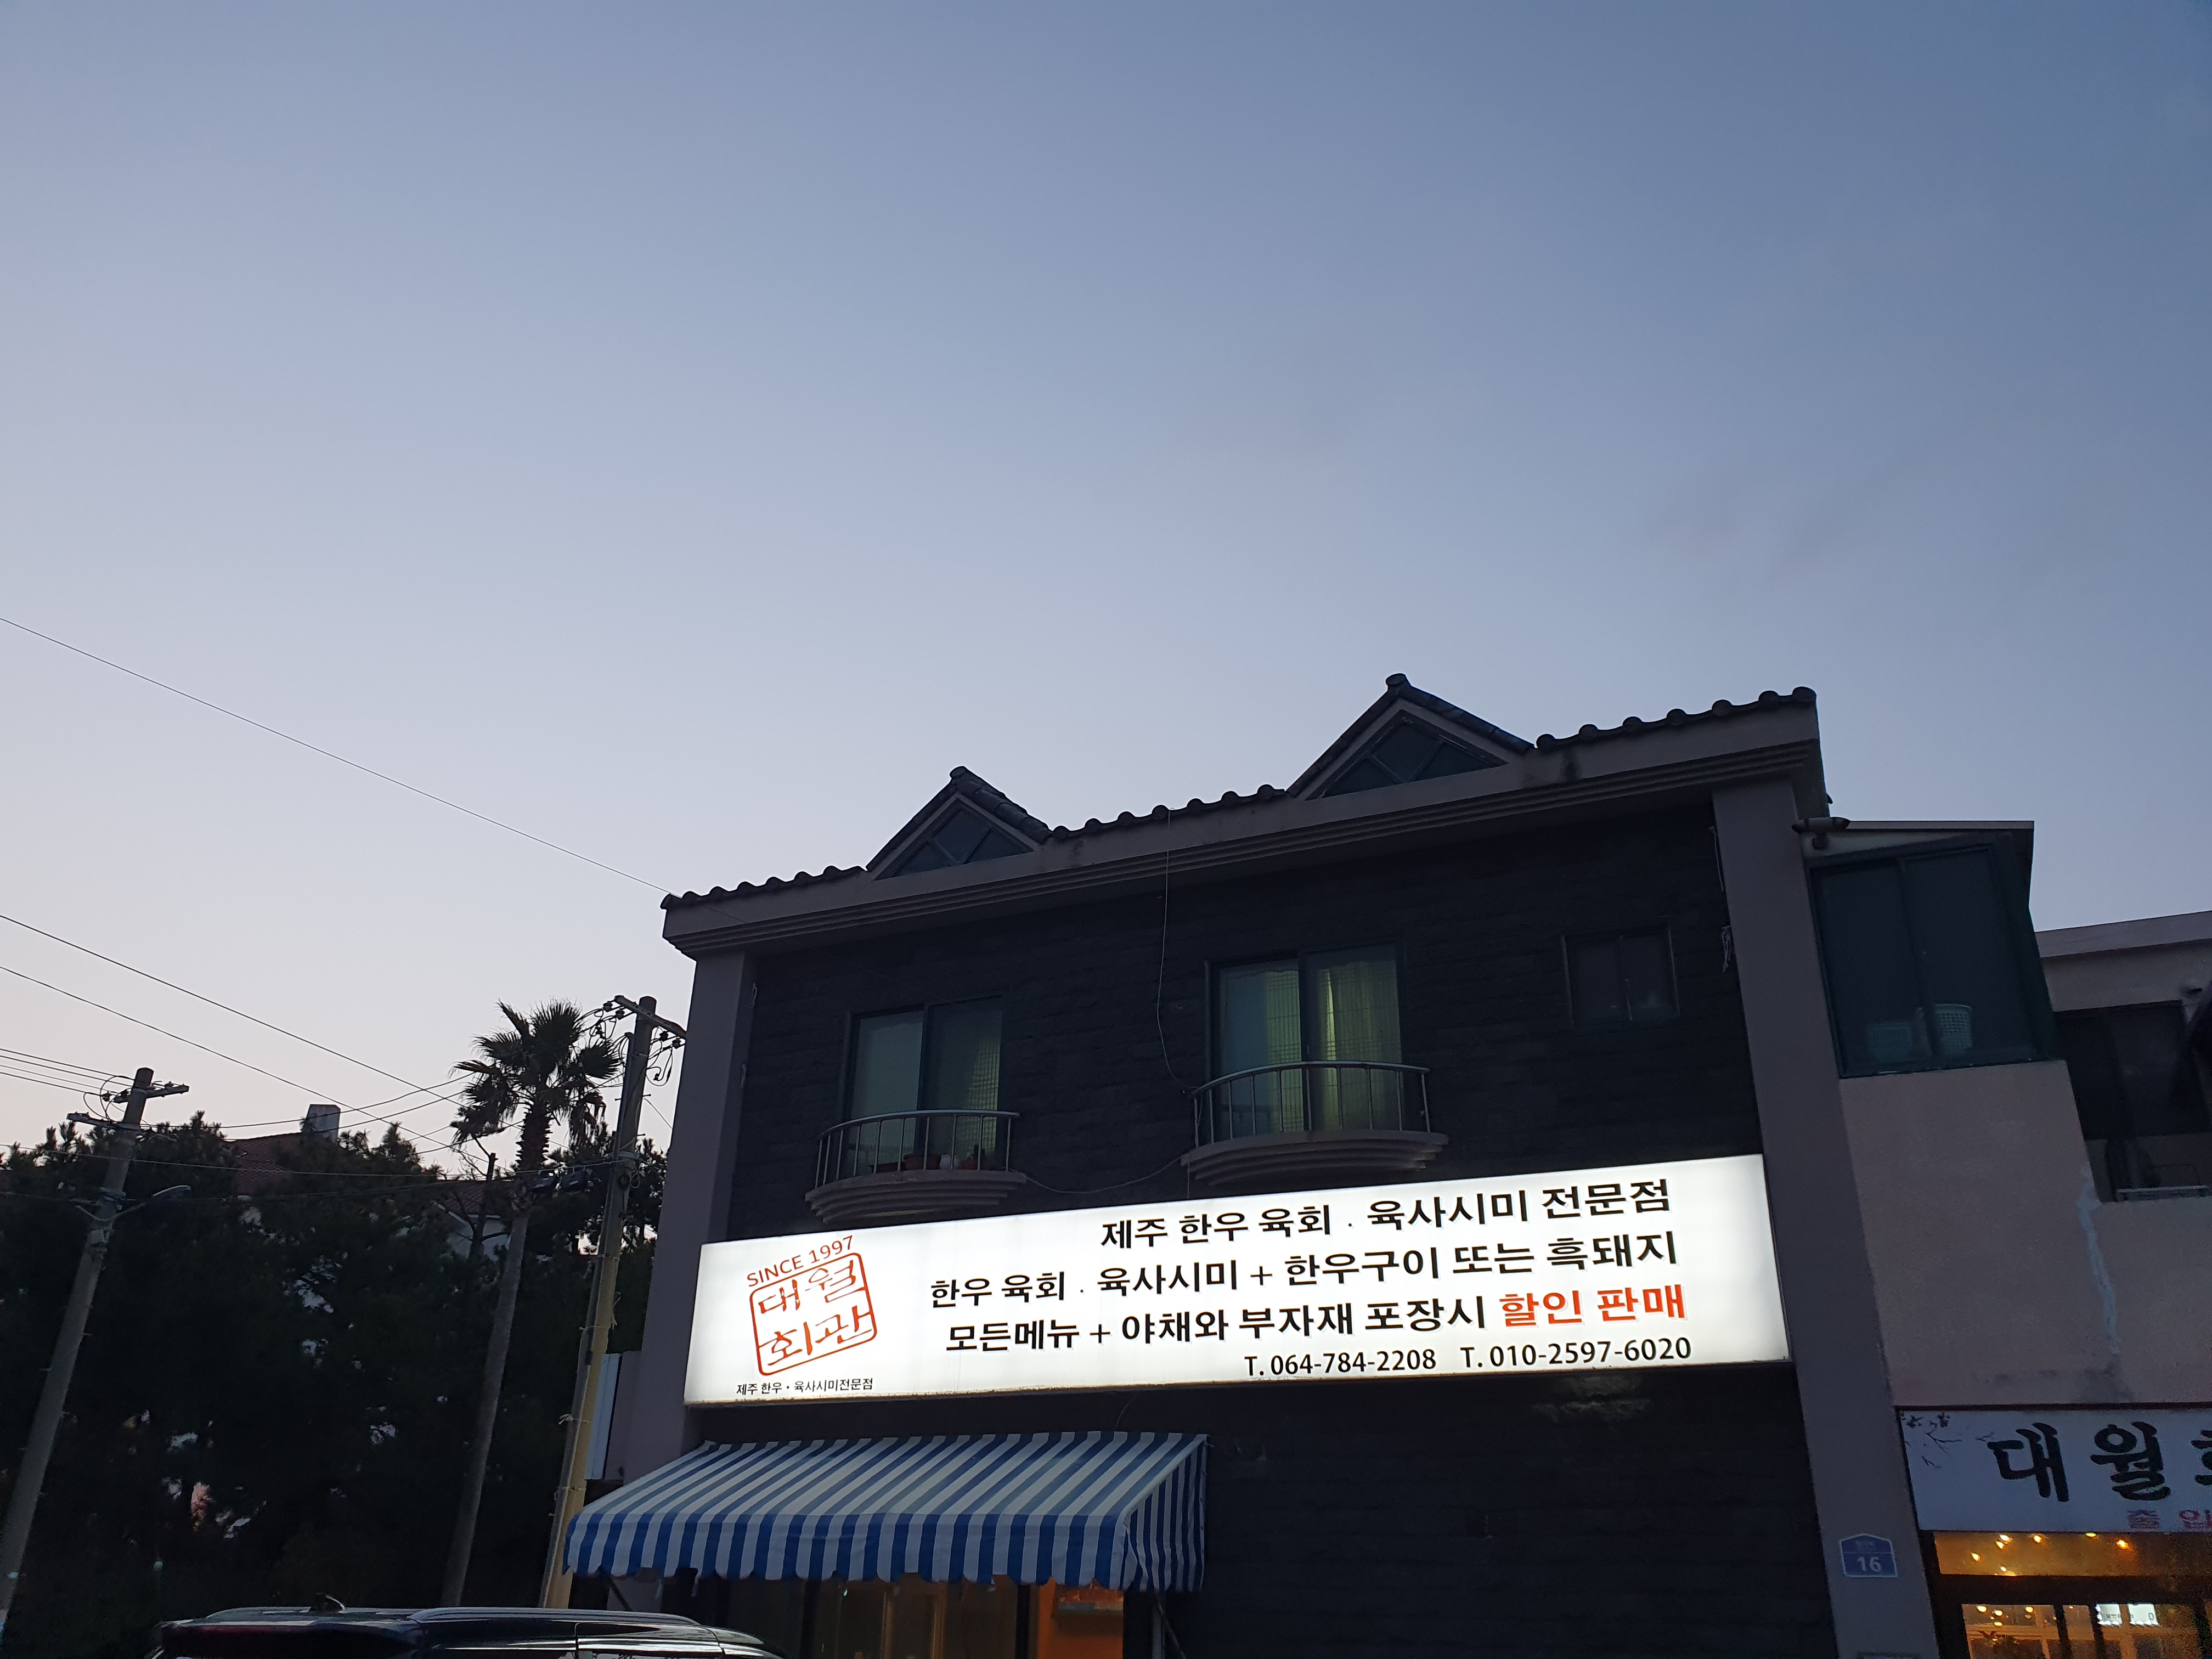 SINCE 1997
대월
회관
제주 한우 · 육사시미전문점
제주 한우 육회 . 육사시미 전문점
한우 육회 . 육사시미 + 한우구이 또는 흑돼지
모든메뉴 + 야채와 부자재 포장시 할인 판매
T. 064-784-2208 T. 010-2597-6020
대월
16